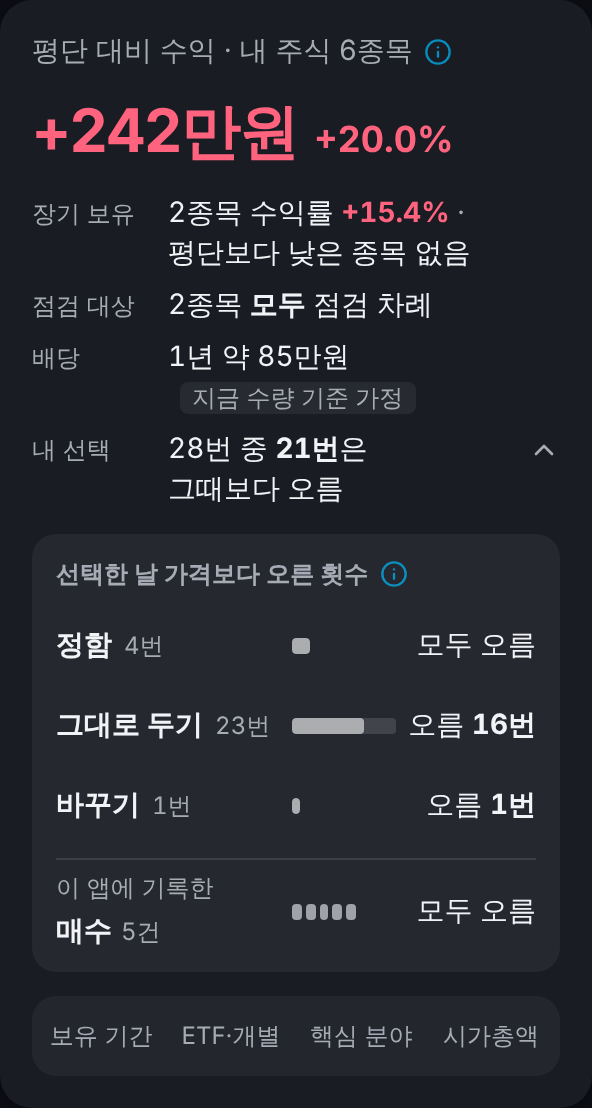 평단 대비 수익 · 내 주식 6종목
+242만원 +20.0%
장기 보유 2종목 수익률 +15.4% ·
평단보다 낮은 종목 없음
점검 대상 2종목 모두 점검 차례
배당 1년 약 85만원
지금 수량 기준 가정
내 선택 28번 중 21번은
그때보다 오름
선택한 날 가격보다 오른 횟수
정함 4번 모두 오름
그대로 두기 23번 오름 16번
바꾸기 1번 오름 1번
이 앱에 기록한
매수 5건 모두 오름
보유 기간 ETF·개별 핵심 분야 시가총액